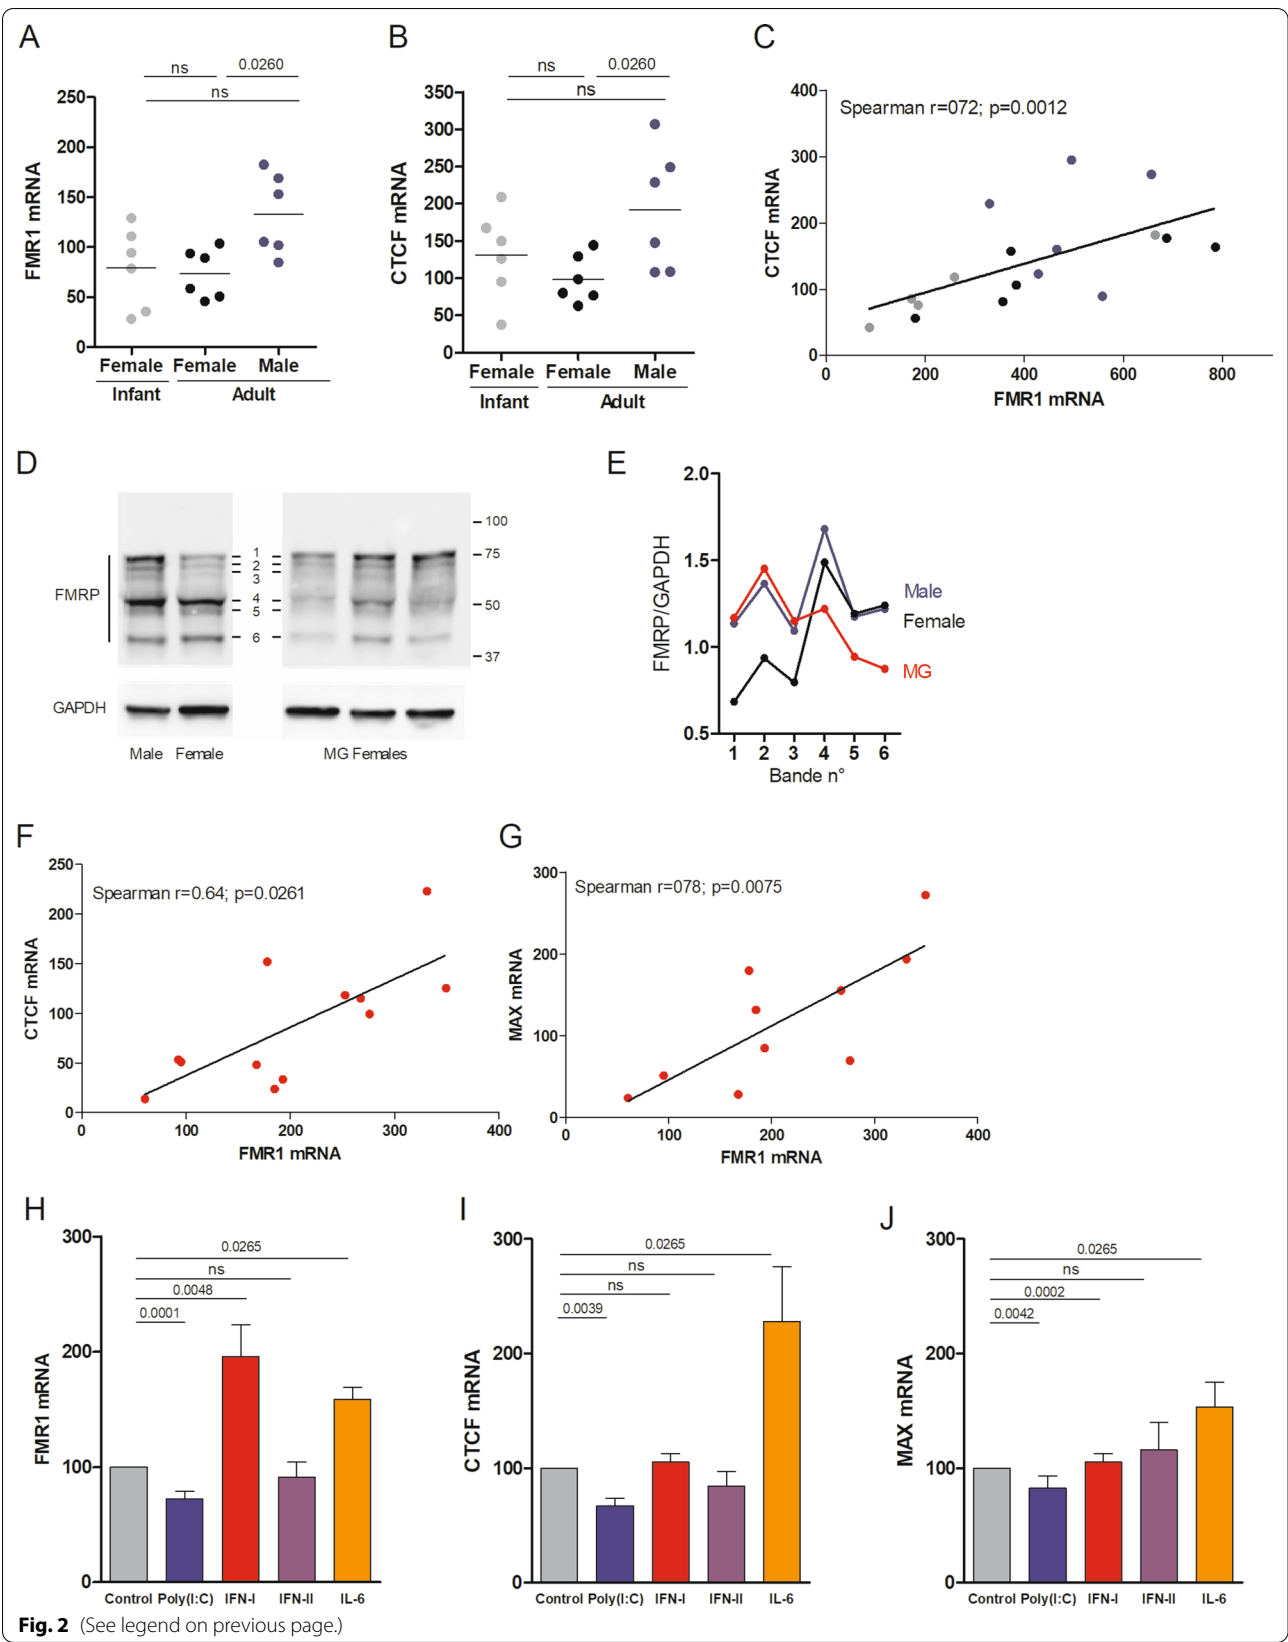 A
ns
0.0260
ns
FMR1 mRNA
250
200
150
100
50
0
Female Female Male
Infant Adult
B
ns
0.0260
ns
CTCF mRNA
350
300
250
200
150
100
50
0
Female Female Male
Infant Adult
C
Spearman r=072; p=0.0012
CTCF mRNA
400
300
200
100
0
0 200 400 600 800
FMR1 mRNA
D
FMRP
1
2
3
4
5
6
100
75
50
37
GAPDH
Male Female
MG Females
E
FMRP/GAPDH
2.0
1.5
1.0
0.5
Male
Female
MG
1 2 3 4 5 6
Bande n°
F
Spearman r=0.64; p=0.0261
CTCF mRNA
250
200
150
100
50
0
0 100 200 300 400
FMR1 mRNA
G
Spearman r=078; p=0.0075
MAX mRNA
300
200
100
0
0 100 200 300 400
FMR1 mRNA
H
0.0265
ns
0.0048
0.0001
FMR1 mRNA
300
200
100
0
Control Poly(I:C) IFN-I IFN-II IL-6
I
0.0265
ns
ns
0.0039
CTCF mRNA
300
200
100
0
Control Poly(I:C) IFN-I IFN-II IL-6
J
0.0265
ns
0.0002
0.0042
MAX mRNA
300
200
100
0
Control Poly(I:C) IFN-I IFN-II IL-6
Fig. 2 (See legend on previous page.)